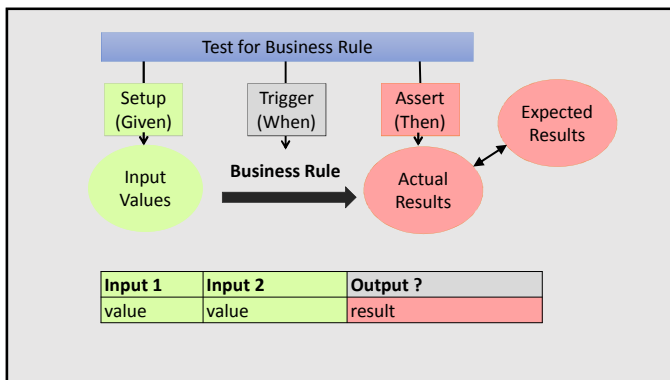 Test for Business Rule
Setup
(Given)
Trigger
(When)
Assert
(Then)
Expected
Results
Input
Values
Business Rule
Actual
Results
Input 1 Input 2 Output ?
value value result